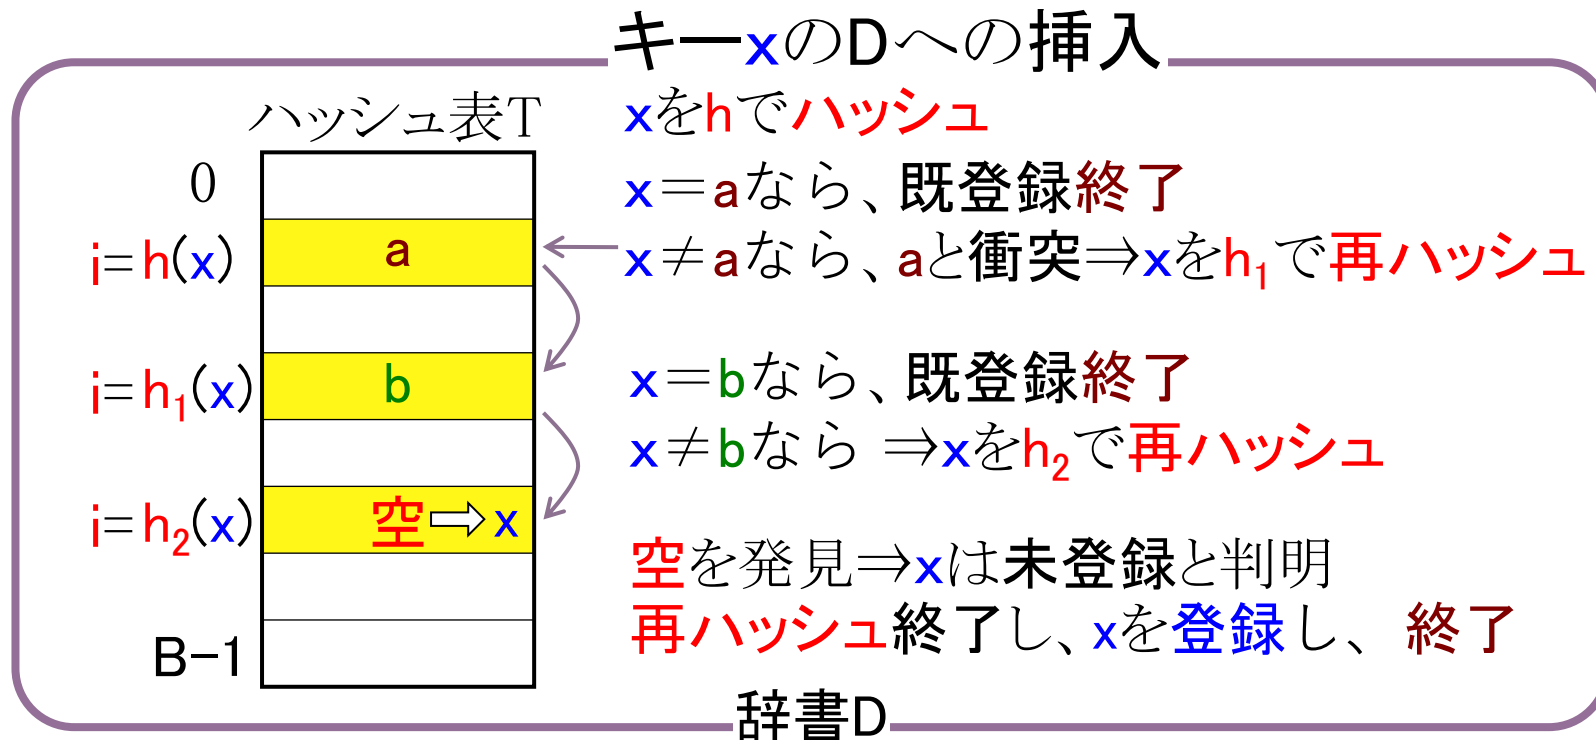 キーxのDへの挿入
ハッシュ表T
xをhでハッシュ
0
x=aなら、既登録終了
i=h(x)
a
x≠aなら、aと衝突⇒xをh₁で再ハッシュ
i=h₁(x)
b
x=bなら、既登録終了
x≠bなら ⇒xをh₂で再ハッシュ
i=h₂(x)
空⇨x
空を発見⇒xは未登録と判明
再ハッシュ終了し、xを登録し、終了
B-1
辞書D